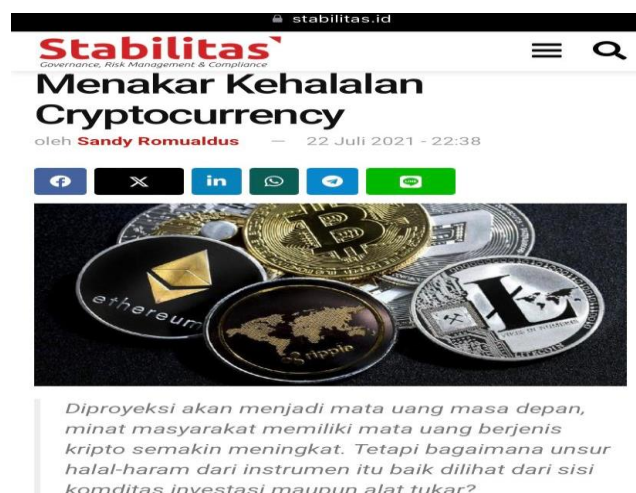 stabilitas.id
Stabilitas
Governance, Risk Management & Compliance
Menakar Kehalalan
Cryptocurrency
oleh Sandy Romualdus — 22 Juli 2021 - 22:38
ethereum
ripple
LITECOIN
Diproyeksi akan menjadi mata uang masa depan,
minat masyarakat memiliki mata uang berjenis
kripto semakin meningkat. Tetapi bagaimana unsur
halal-haram dari instrumen itu baik dilihat dari sisi
komditas investasi maupun alat tukar?